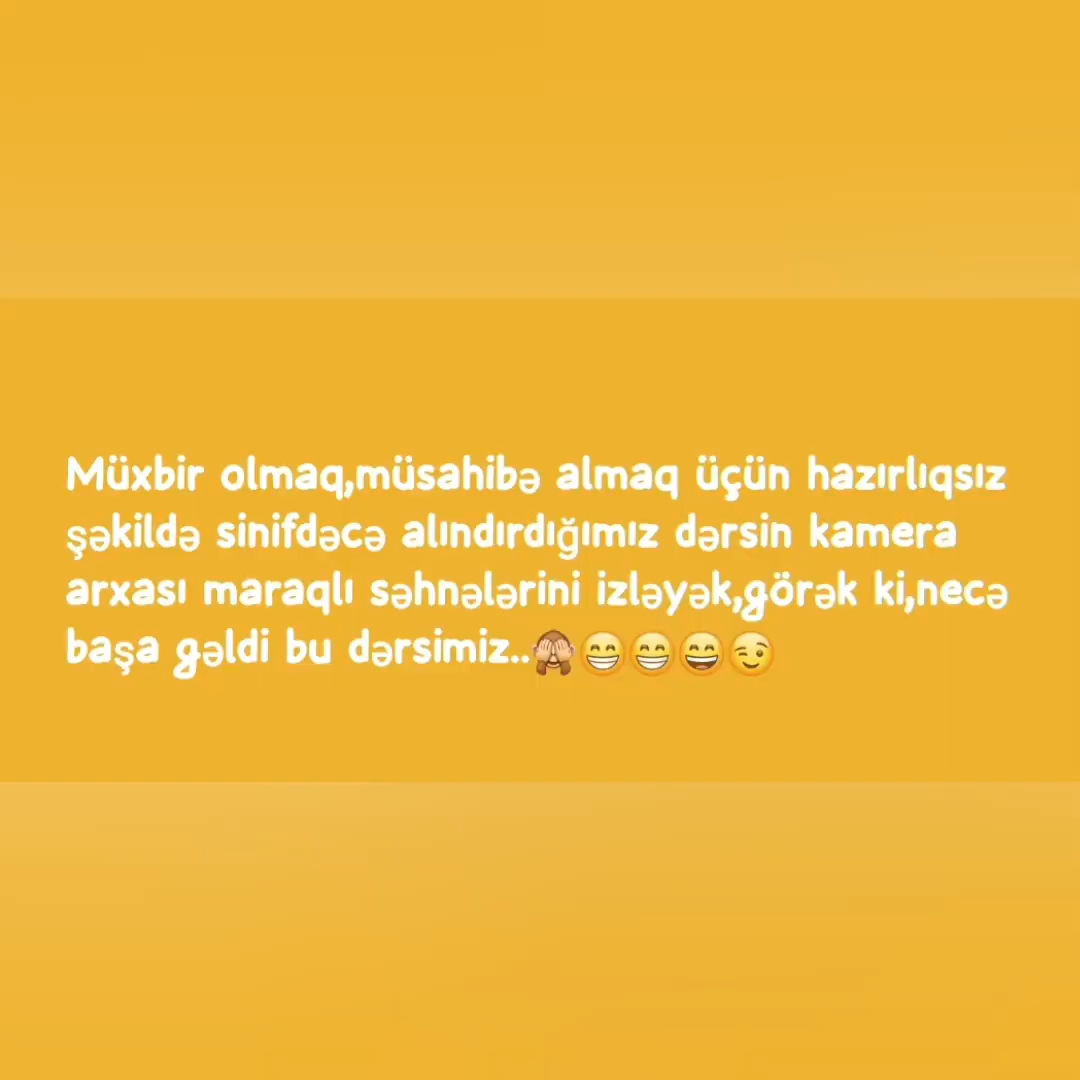 Müxbir olmaq,müsahibə almaq üçün hazırlıqsız
şəkildə sinifdəcə alındırdığımız dərsin kamera
arxası maraqlı səhnələrini izləyək,görək ki,necə
başa gəldi bu dərsimiz..🙈😁😁😄😉